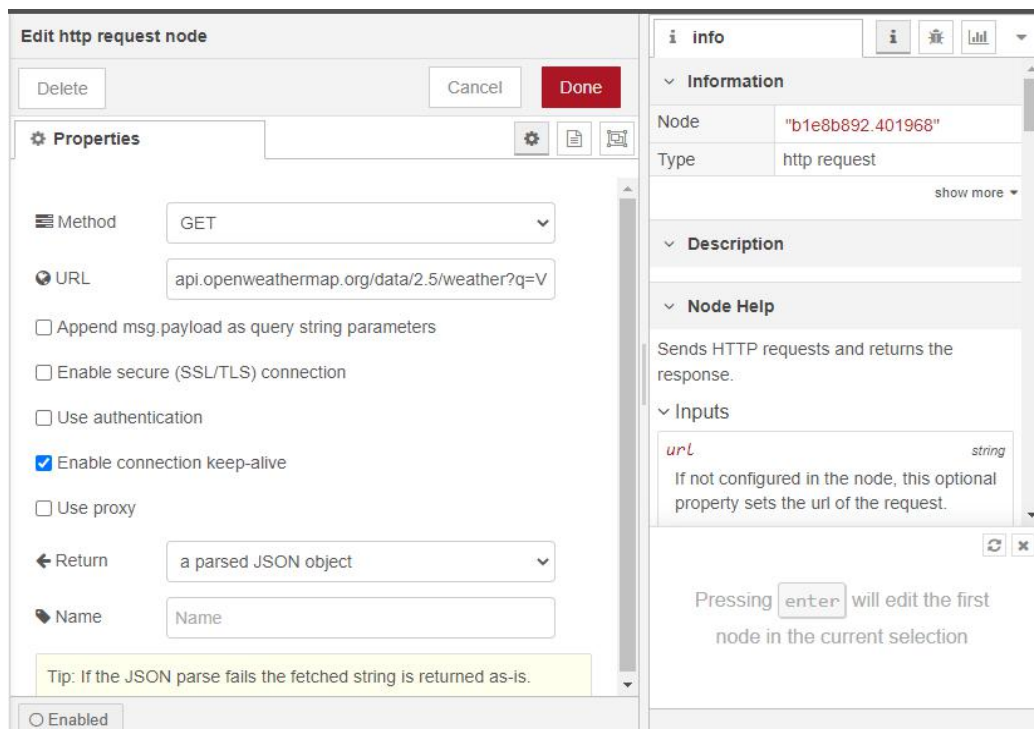 Edit http request node
Delete
Cancel
Done
Properties
Method
GET
URL
api.openweathermap.org/data/2.5/weather?q=V
Append msg.payload as query string parameters
Enable secure (SSL/TLS) connection
Use authentication
Enable connection keep-alive
Use proxy
Return
a parsed JSON object
Name
Name
Tip: If the JSON parse fails the fetched string is returned as-is.
Enabled
i info
i
Information
Node
"b1e8b892.401968"
Type
http request
show more
Description
Node Help
Sends HTTP requests and returns the
response.
Inputs
url
string
If not configured in the node, this optional
property sets the url of the request.
Pressing enter will edit the first
node in the current selection